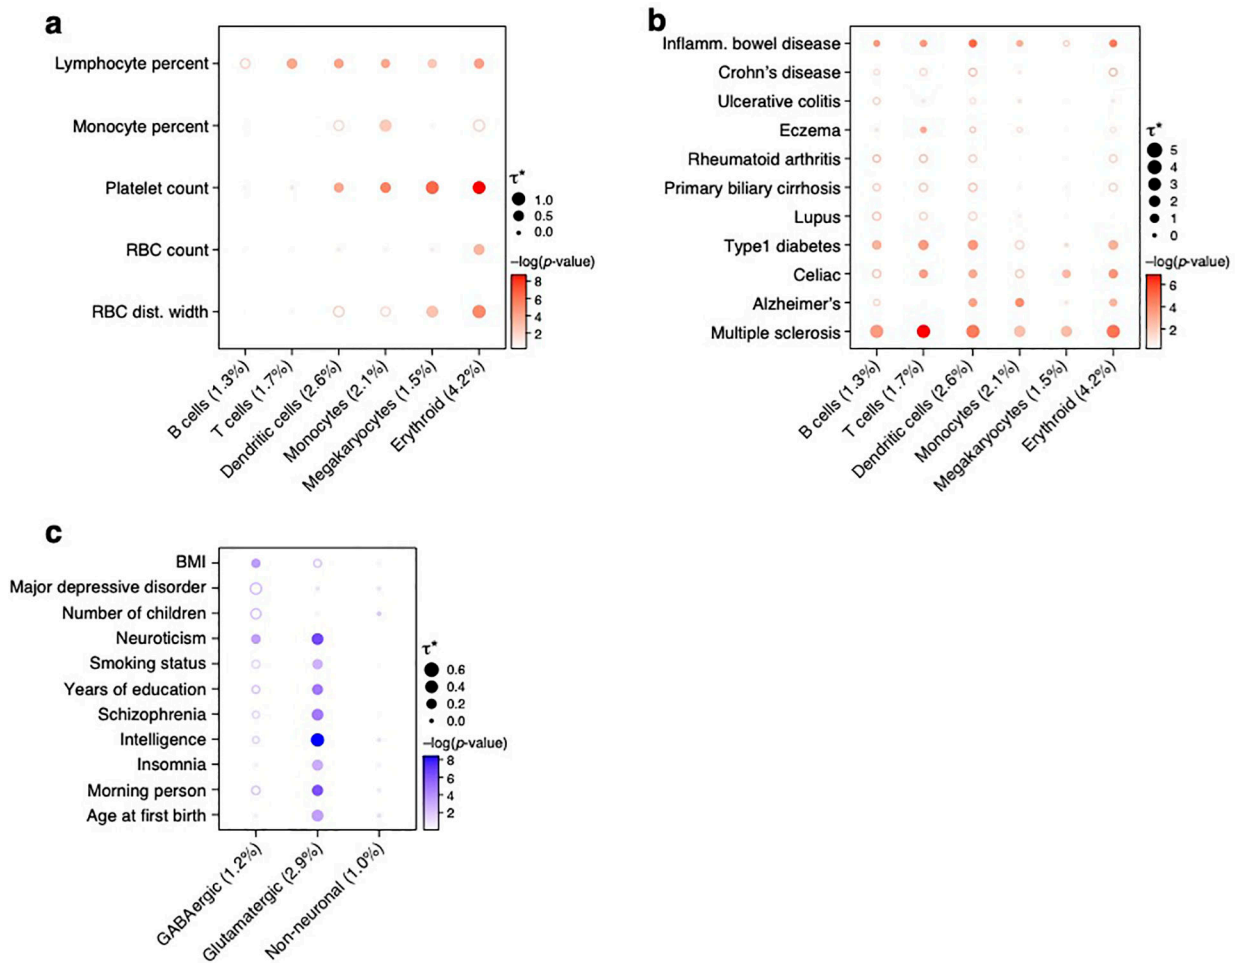 a
Lymphocyte percent
Monocyte percent
Platelet count
RBC count
RBC dist. width
τ*
1.0
0.5
0.0
–log(p-value)
8
6
4
2
B cells (1.3%)
T cells (1.7%)
Dendritic cells (2.6%)
Monocytes (2.1%)
Megakaryocytes (1.5%)
Erythroid (4.2%)
b
Inflamm. bowel disease
Crohn's disease
Ulcerative colitis
Eczema
Rheumatoid arthritis
Primary biliary cirrhosis
Lupus
Type1 diabetes
Celiac
Alzheimer's
Multiple sclerosis
τ*
5
4
3
2
1
0
–log(p-value)
6
4
2
B cells (1.3%)
T cells (1.7%)
Dendritic cells (2.6%)
Monocytes (2.1%)
Megakaryocytes (1.5%)
Erythroid (4.2%)
c
BMI
Major depressive disorder
Number of children
Neuroticism
Smoking status
Years of education
Schizophrenia
Intelligence
Insomnia
Morning person
Age at first birth
τ*
0.6
0.4
0.2
0.0
–log(p-value)
8
6
4
2
GABAergic (1.2%)
Glutamatergic (2.9%)
Non-neuronal (1.0%)